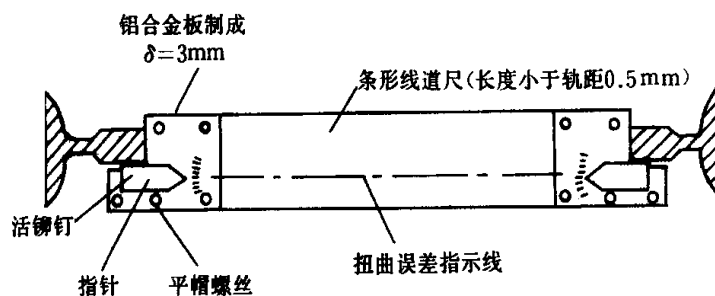 铝合金板制成
δ=3mm
条形线道尺(长度小于轨距0.5mm)
活铆钉
指针
平帽螺丝
扭曲误差指示线